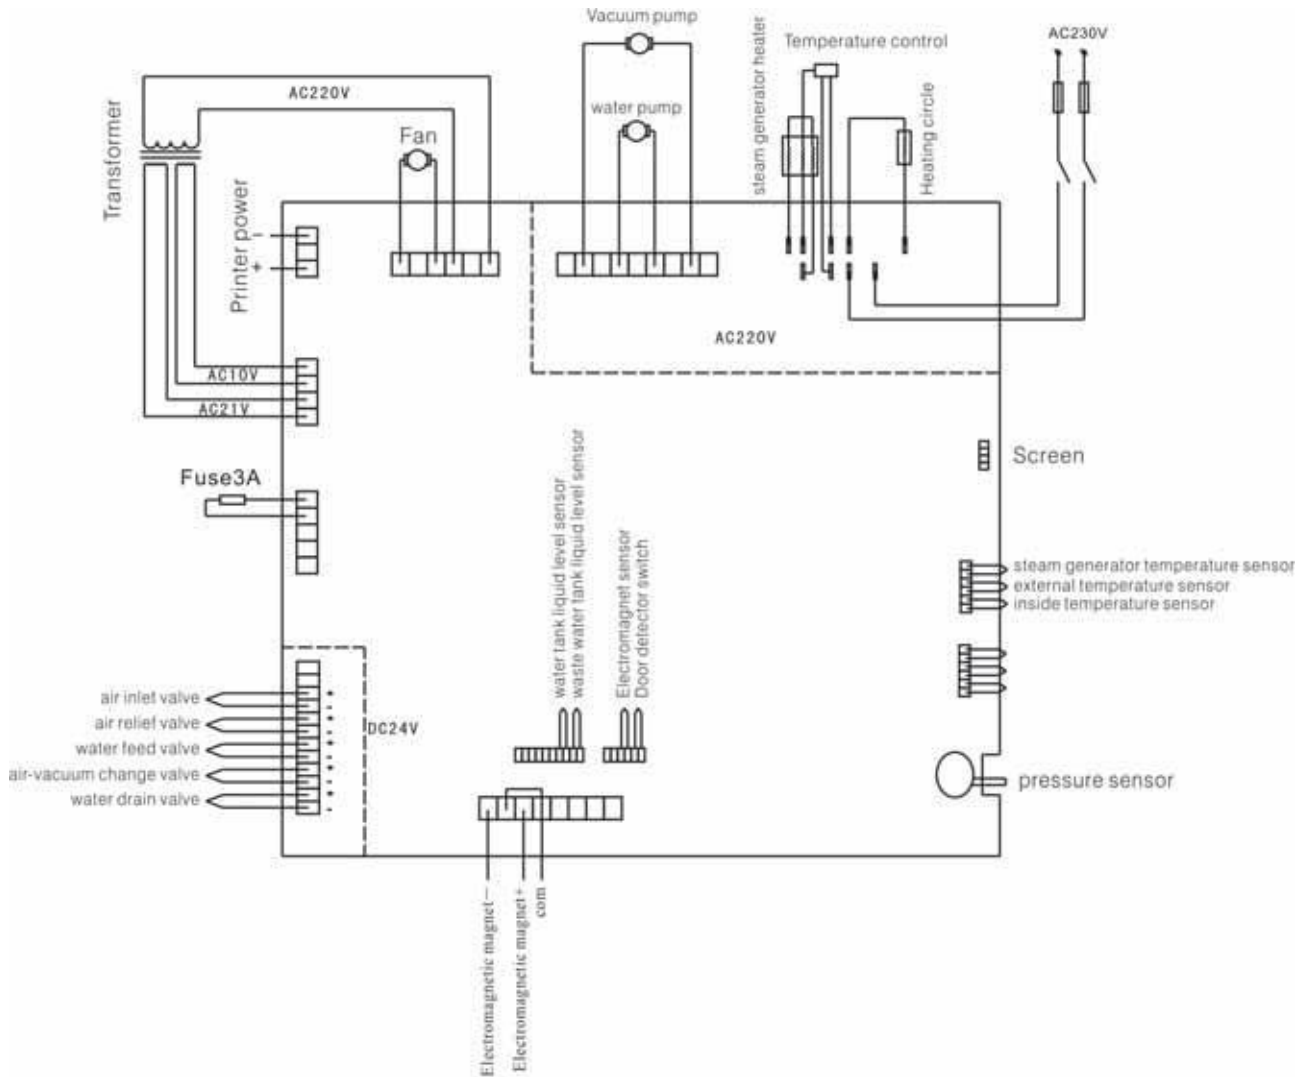 Vacuum pump
AC230V
Temperature control
steam generator heater
AC220V
water pump
Heating circle
Transformer
Fan
Printer power
-
+
AC220V
AC10V
AC21V
Screen
Fuse3A
water tank liquid level sensor
waste water tank liquid level sensor
Electromagnet sensor
Door detector switch
steam generator temperature sensor
external temperature sensor
inside temperature sensor
air inlet valve
+
-
air relief valve
+
-
DC24V
water feed valve
+
-
air-vacuum change valve
+
-
water drain valve
+
-
pressure sensor
Electromagnetic magnet-
Electromagnetic magnet+
com